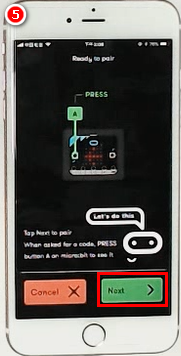 5
Ready to pair
PRESS
A
Let's do this
Tap Next to pair
When asked for a code, PRESS
button A on micro:bit to see it
Cancel
Next